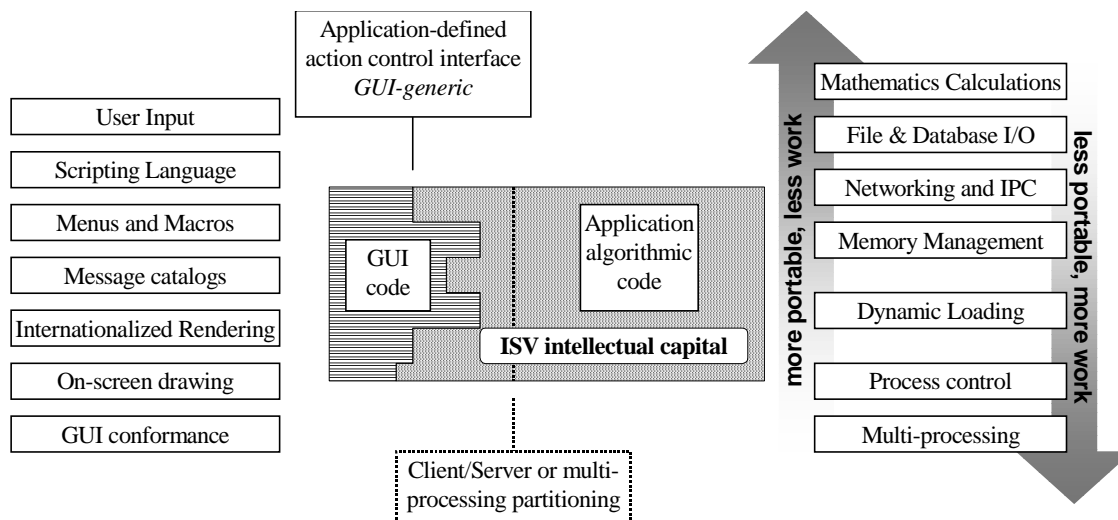 Application-defined
action control interface
GUI-generic
User Input
Scripting Language
Menus and Macros
Message catalogs
Internationalized Rendering
On-screen drawing
GUI conformance
GUI
code
Application
algorithmic
code
ISV intellectual capital
Client/Server or multi-
processing partitioning
more portable, less work
Mathematics Calculations
File & Database I/O
Networking and IPC
Memory Management
Dynamic Loading
Process control
Multi-processing
less portable, more work